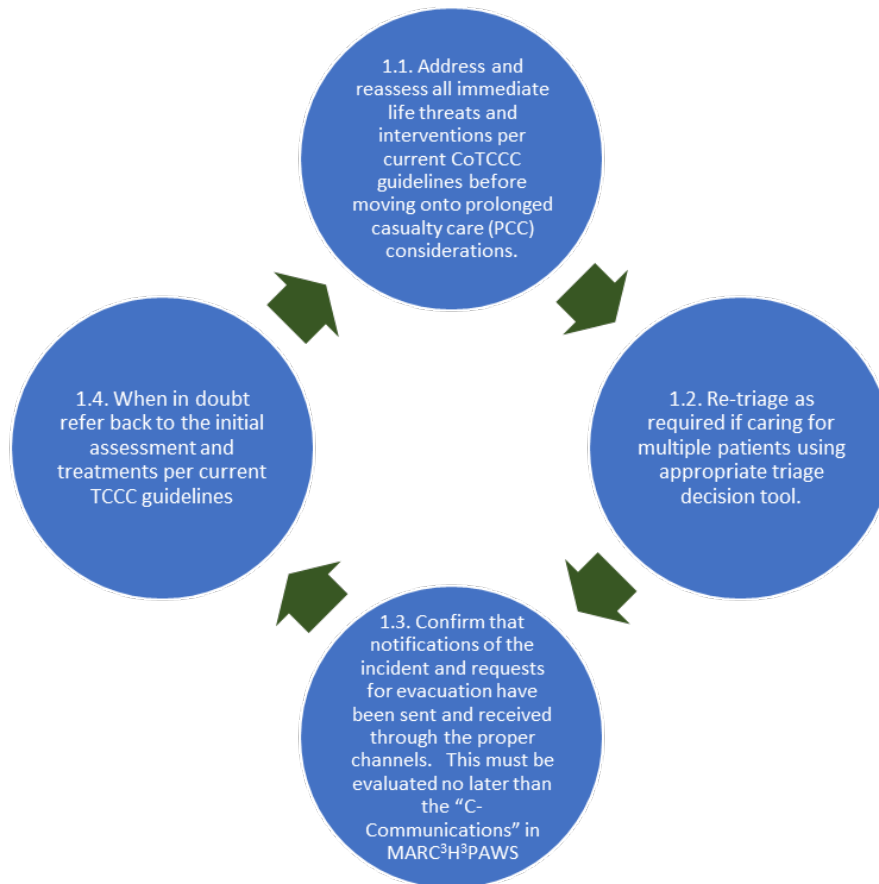 1.1. Address and
reassess all immediate
life threats and
interventions per
current CoTCCC
guidelines before
moving onto prolonged
casualty care (PCC)
considerations.
1.2. Re-triage as
required if caring for
multiple patients using
appropriate triage
decision tool.
1.3. Confirm that
notifications of the
incident and requests
for evacuation have
been sent and received
through the proper
channels.   This must be
evaluated no later than
the “C-
Communications” in
MARC³H³PAWS
1.4. When in doubt
refer back to the initial
assessment and
treatments per current
TCCC guidelines